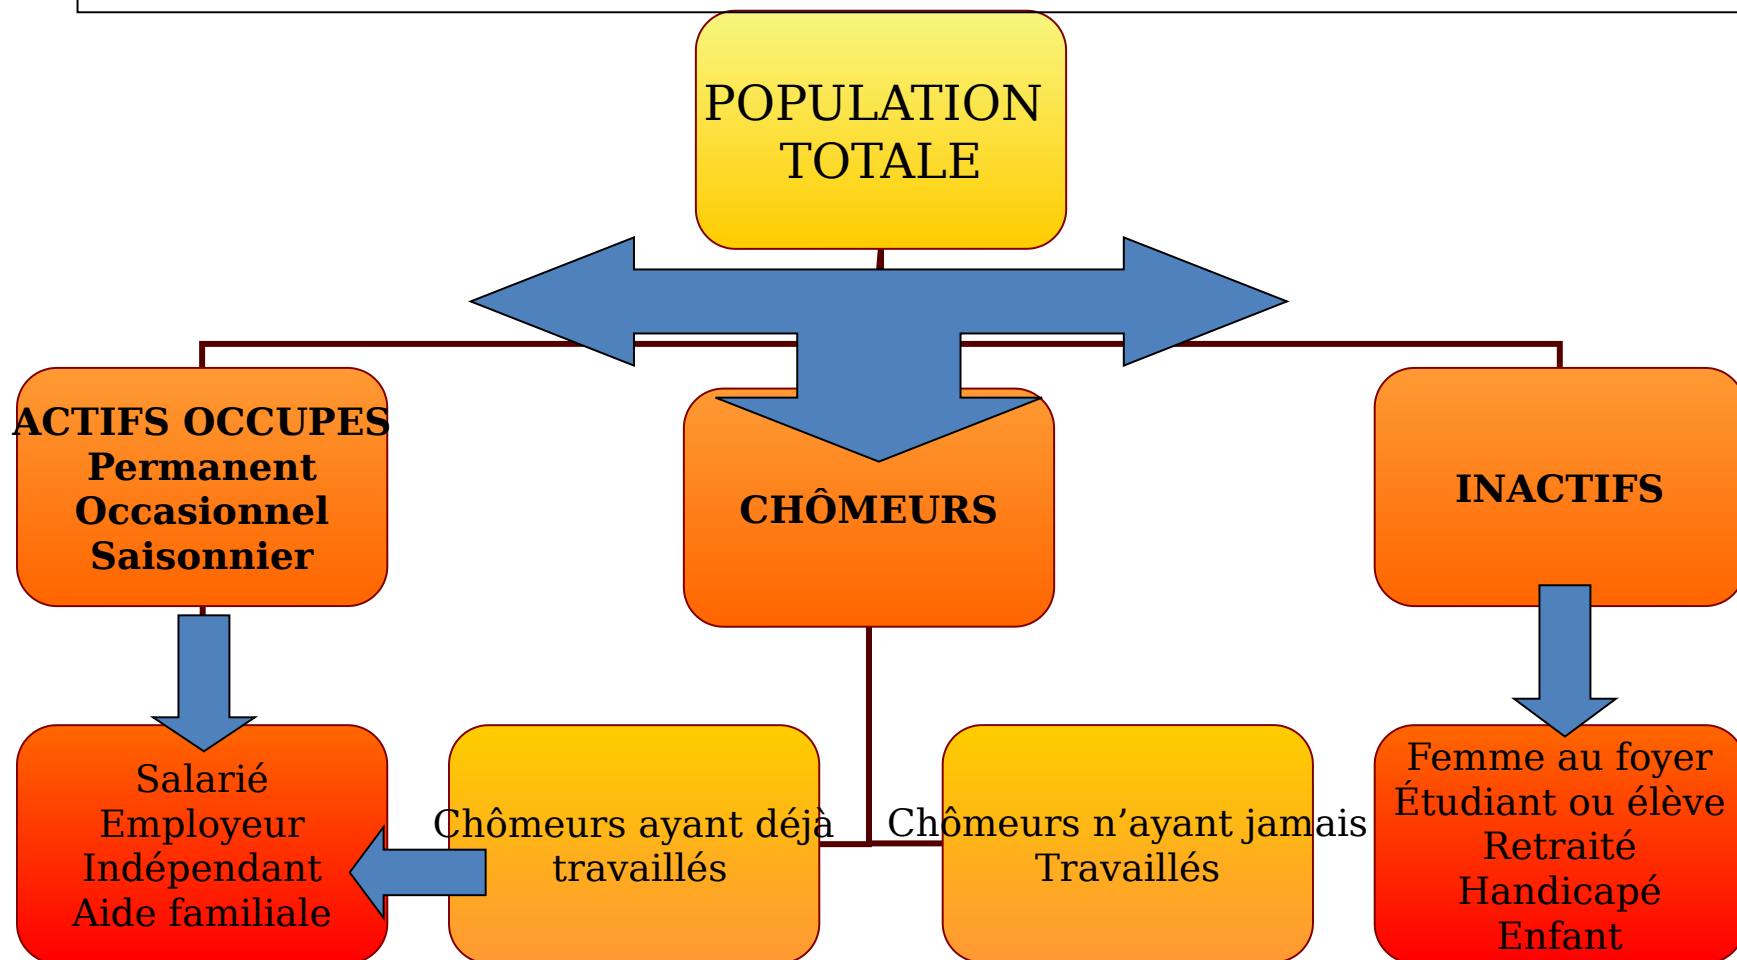 POPULATION
TOTALE
ACTIFS OCCUPES
Permanent
Occasionnel
Saisonnier
CHÔMEURS
INACTIFS
Salarié
Employeur
Indépendant
Aide familiale
Chômeurs ayant déjà
travaillés
Chômeurs n’ayant jamais
Travaillés
Femme au foyer
Étudiant ou élève
Retraité
Handicapé
Enfant